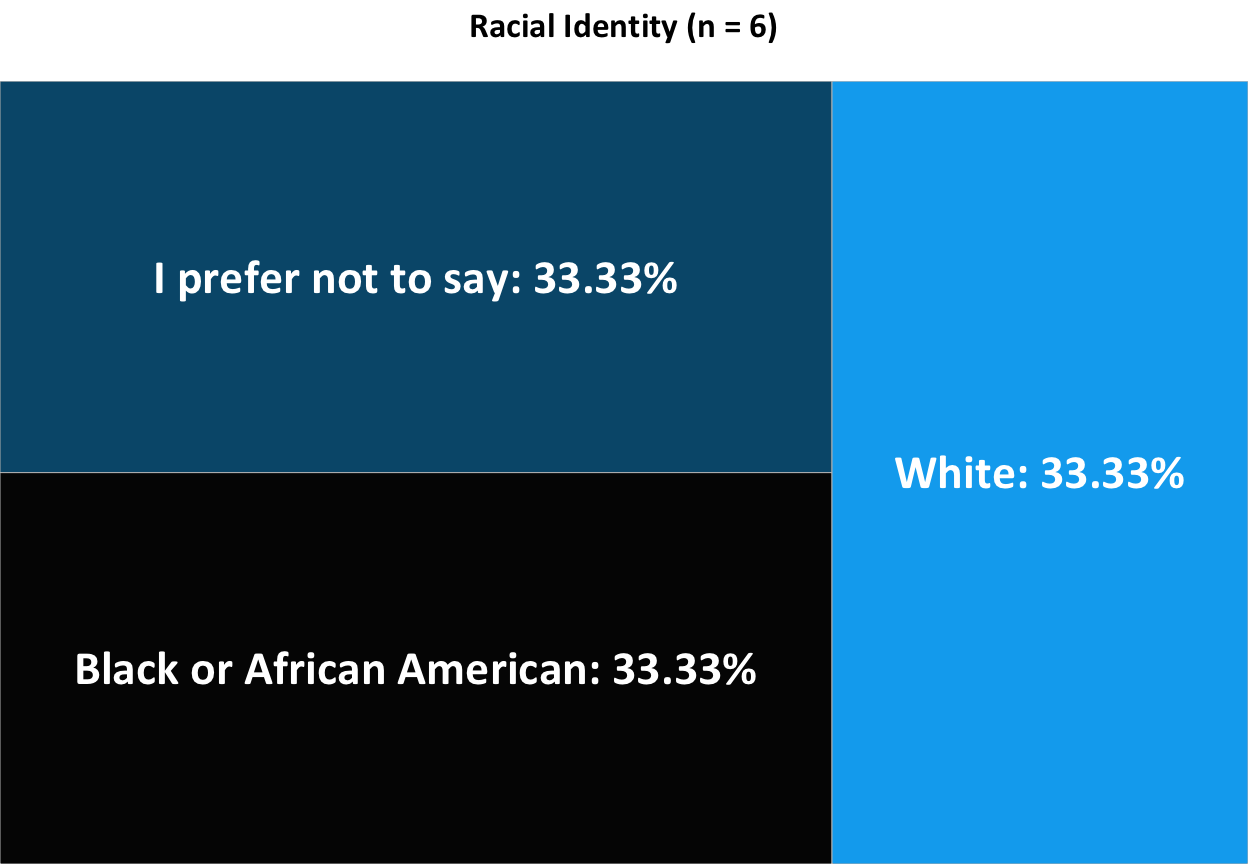 Racial Identity (n = 6)
I prefer not to say: 33.33%
White: 33.33%
Black or African American: 33.33%